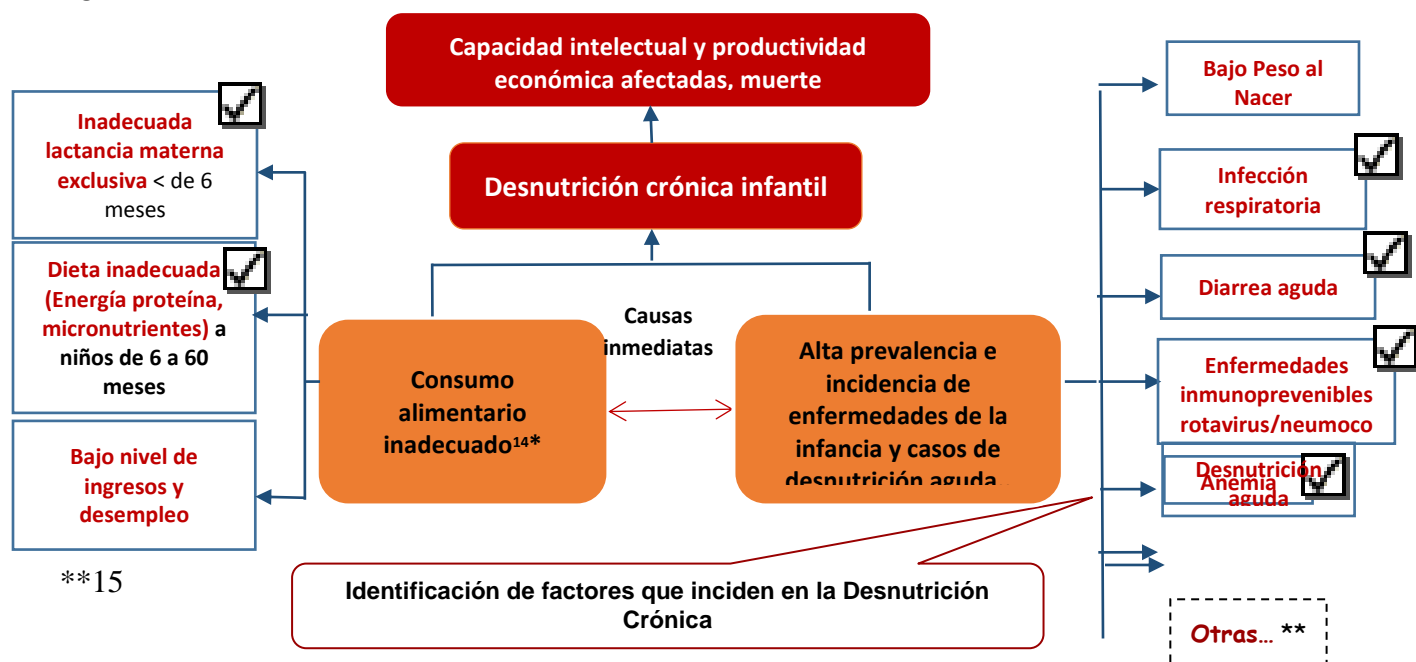 Capacidad intelectual y productividad
económica afectadas, muerte
Desnutrición crónica infantil
Inadecuada
lactancia materna
exclusiva < de 6
meses
Dieta inadecuada
(Energía proteína,
micronutrientes) a
niños de 6 a 60
meses
Bajo nivel de
ingresos y
desempleo
**15
Causas
inmediatas
Consumo
alimentario
inadecuado14*
Alta prevalencia e
incidencia de
enfermedades de la
infancia y casos de
desnutrición aguda
Identificación de factores que inciden en la Desnutrición
Crónica
Bajo Peso al
Nacer
Infección
respiratoria
Diarrea aguda
Enfermedades
inmunoprevenibles
rotavirus/neumoco
Desnutrición
aguda
Anemia
Otras... **